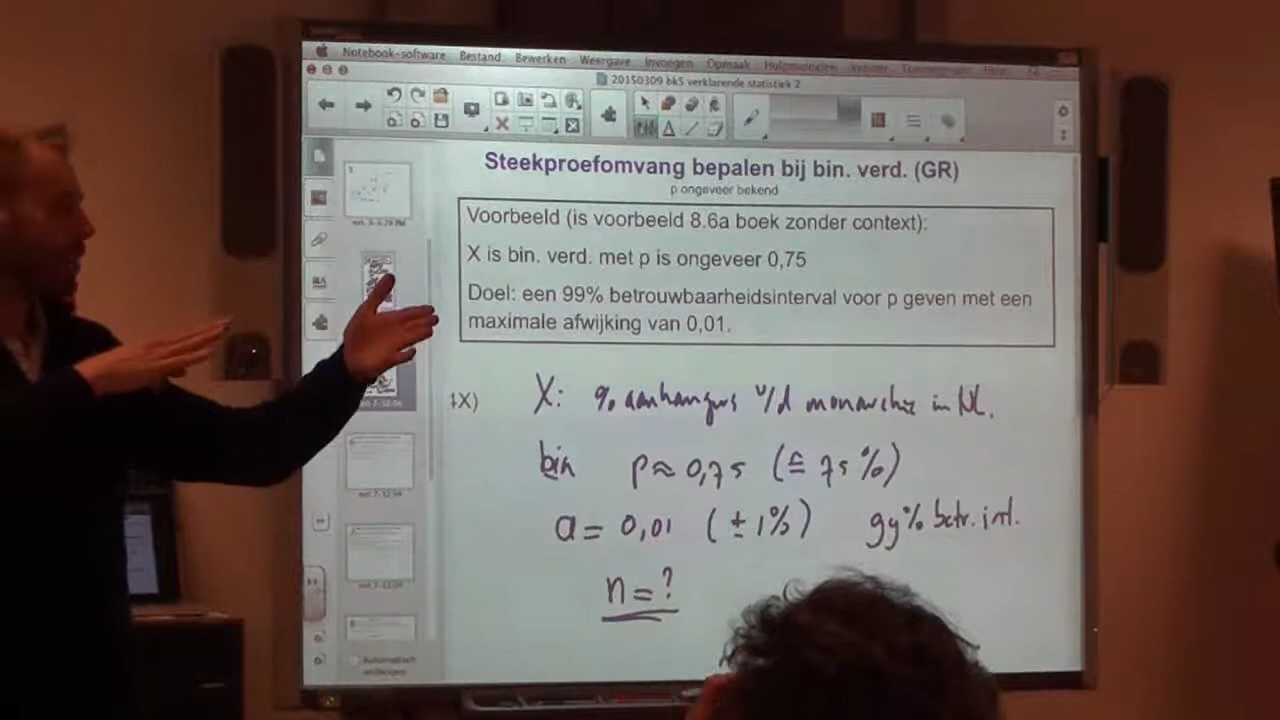 Notebook-software Bestand Bewerken Weergave Invoegen Opmaak Hulpmiddelen
20150309 bk5 verklarende statistiek 2
Steekproefomvang bepalen bij bin. verd. (GR)
p ongeveer bekend
Voorbeeld (is voorbeeld 8.6a boek zonder context):
X is bin. verd. met p is ongeveer 0,75
Doel: een 99% betrouwbaarheidsinterval voor p geven met een
maximale afwijking van 0,01.
X: % aanhangers v/d monarchie in NL.
bin p ≈ 0,75 (≙ 75%)
a = 0,01 (± 1%) 99% betr. int.
n = ?
Automatisch